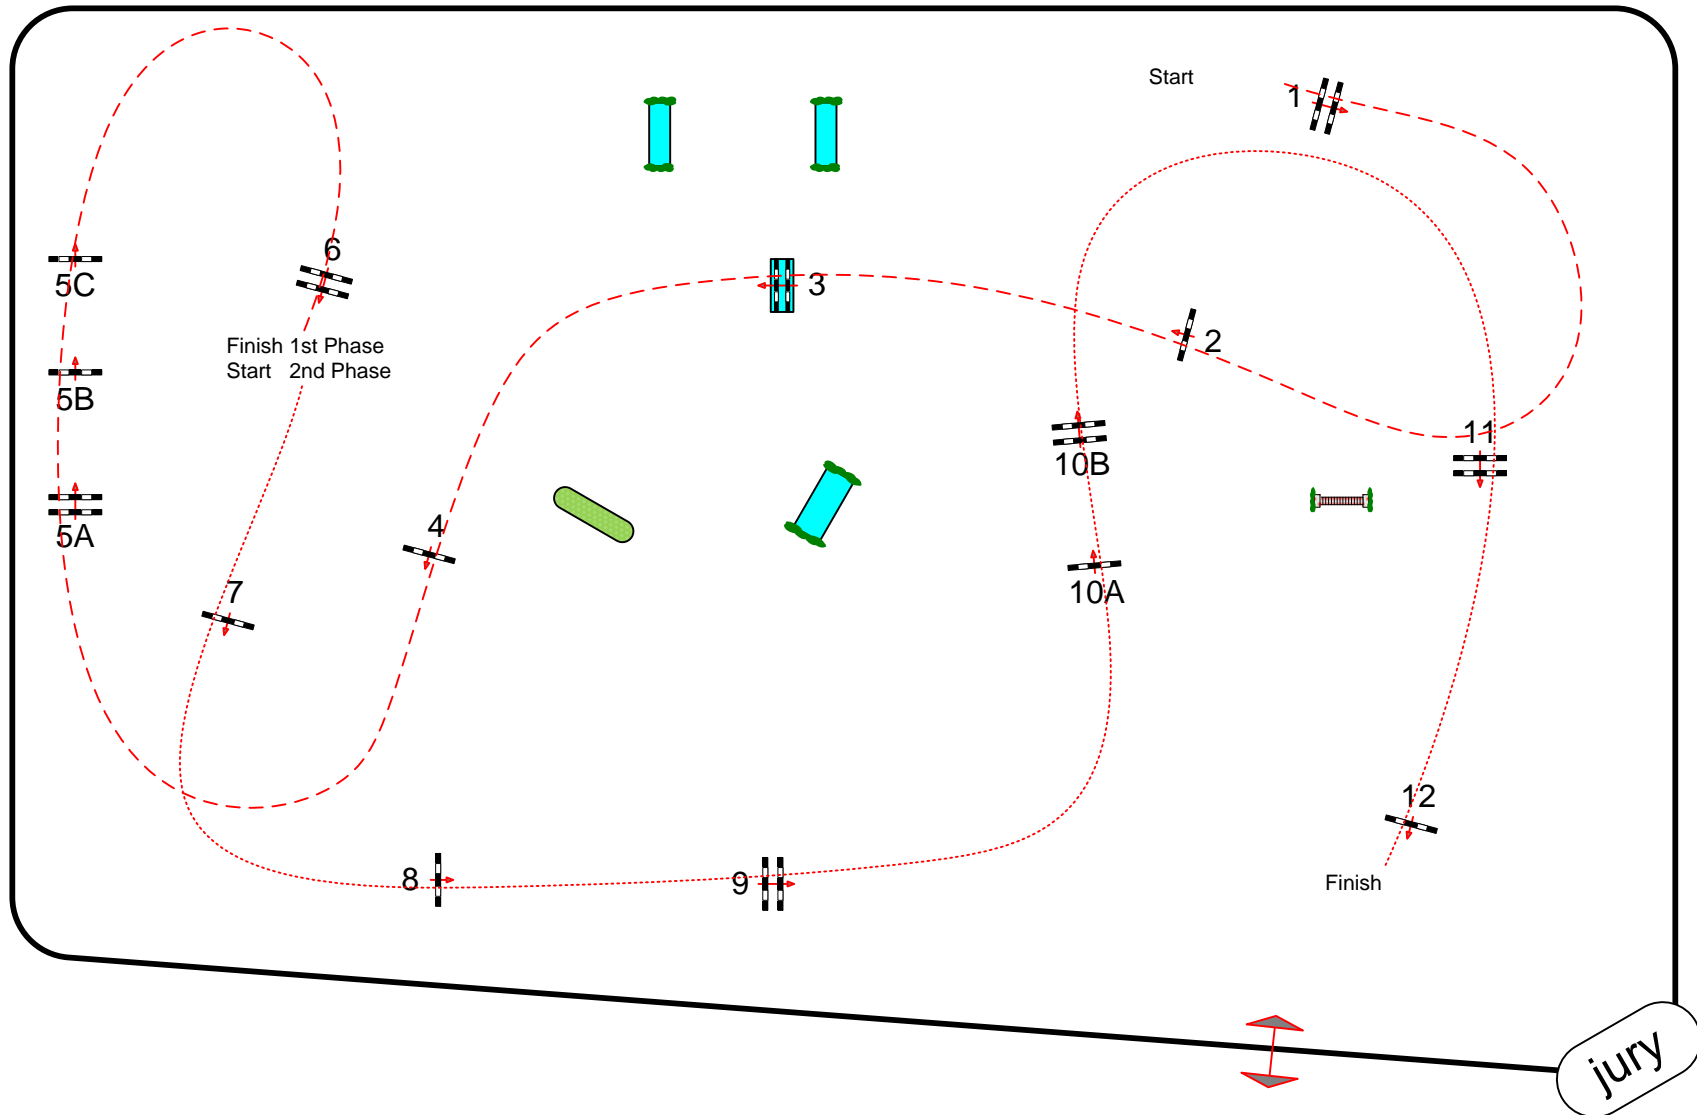 Start
1
6
5C
3
2
Finish 1st Phase
Start 2nd Phase
5B
11
10B
4
5A
10A
7
12
8
9
Finish
jury